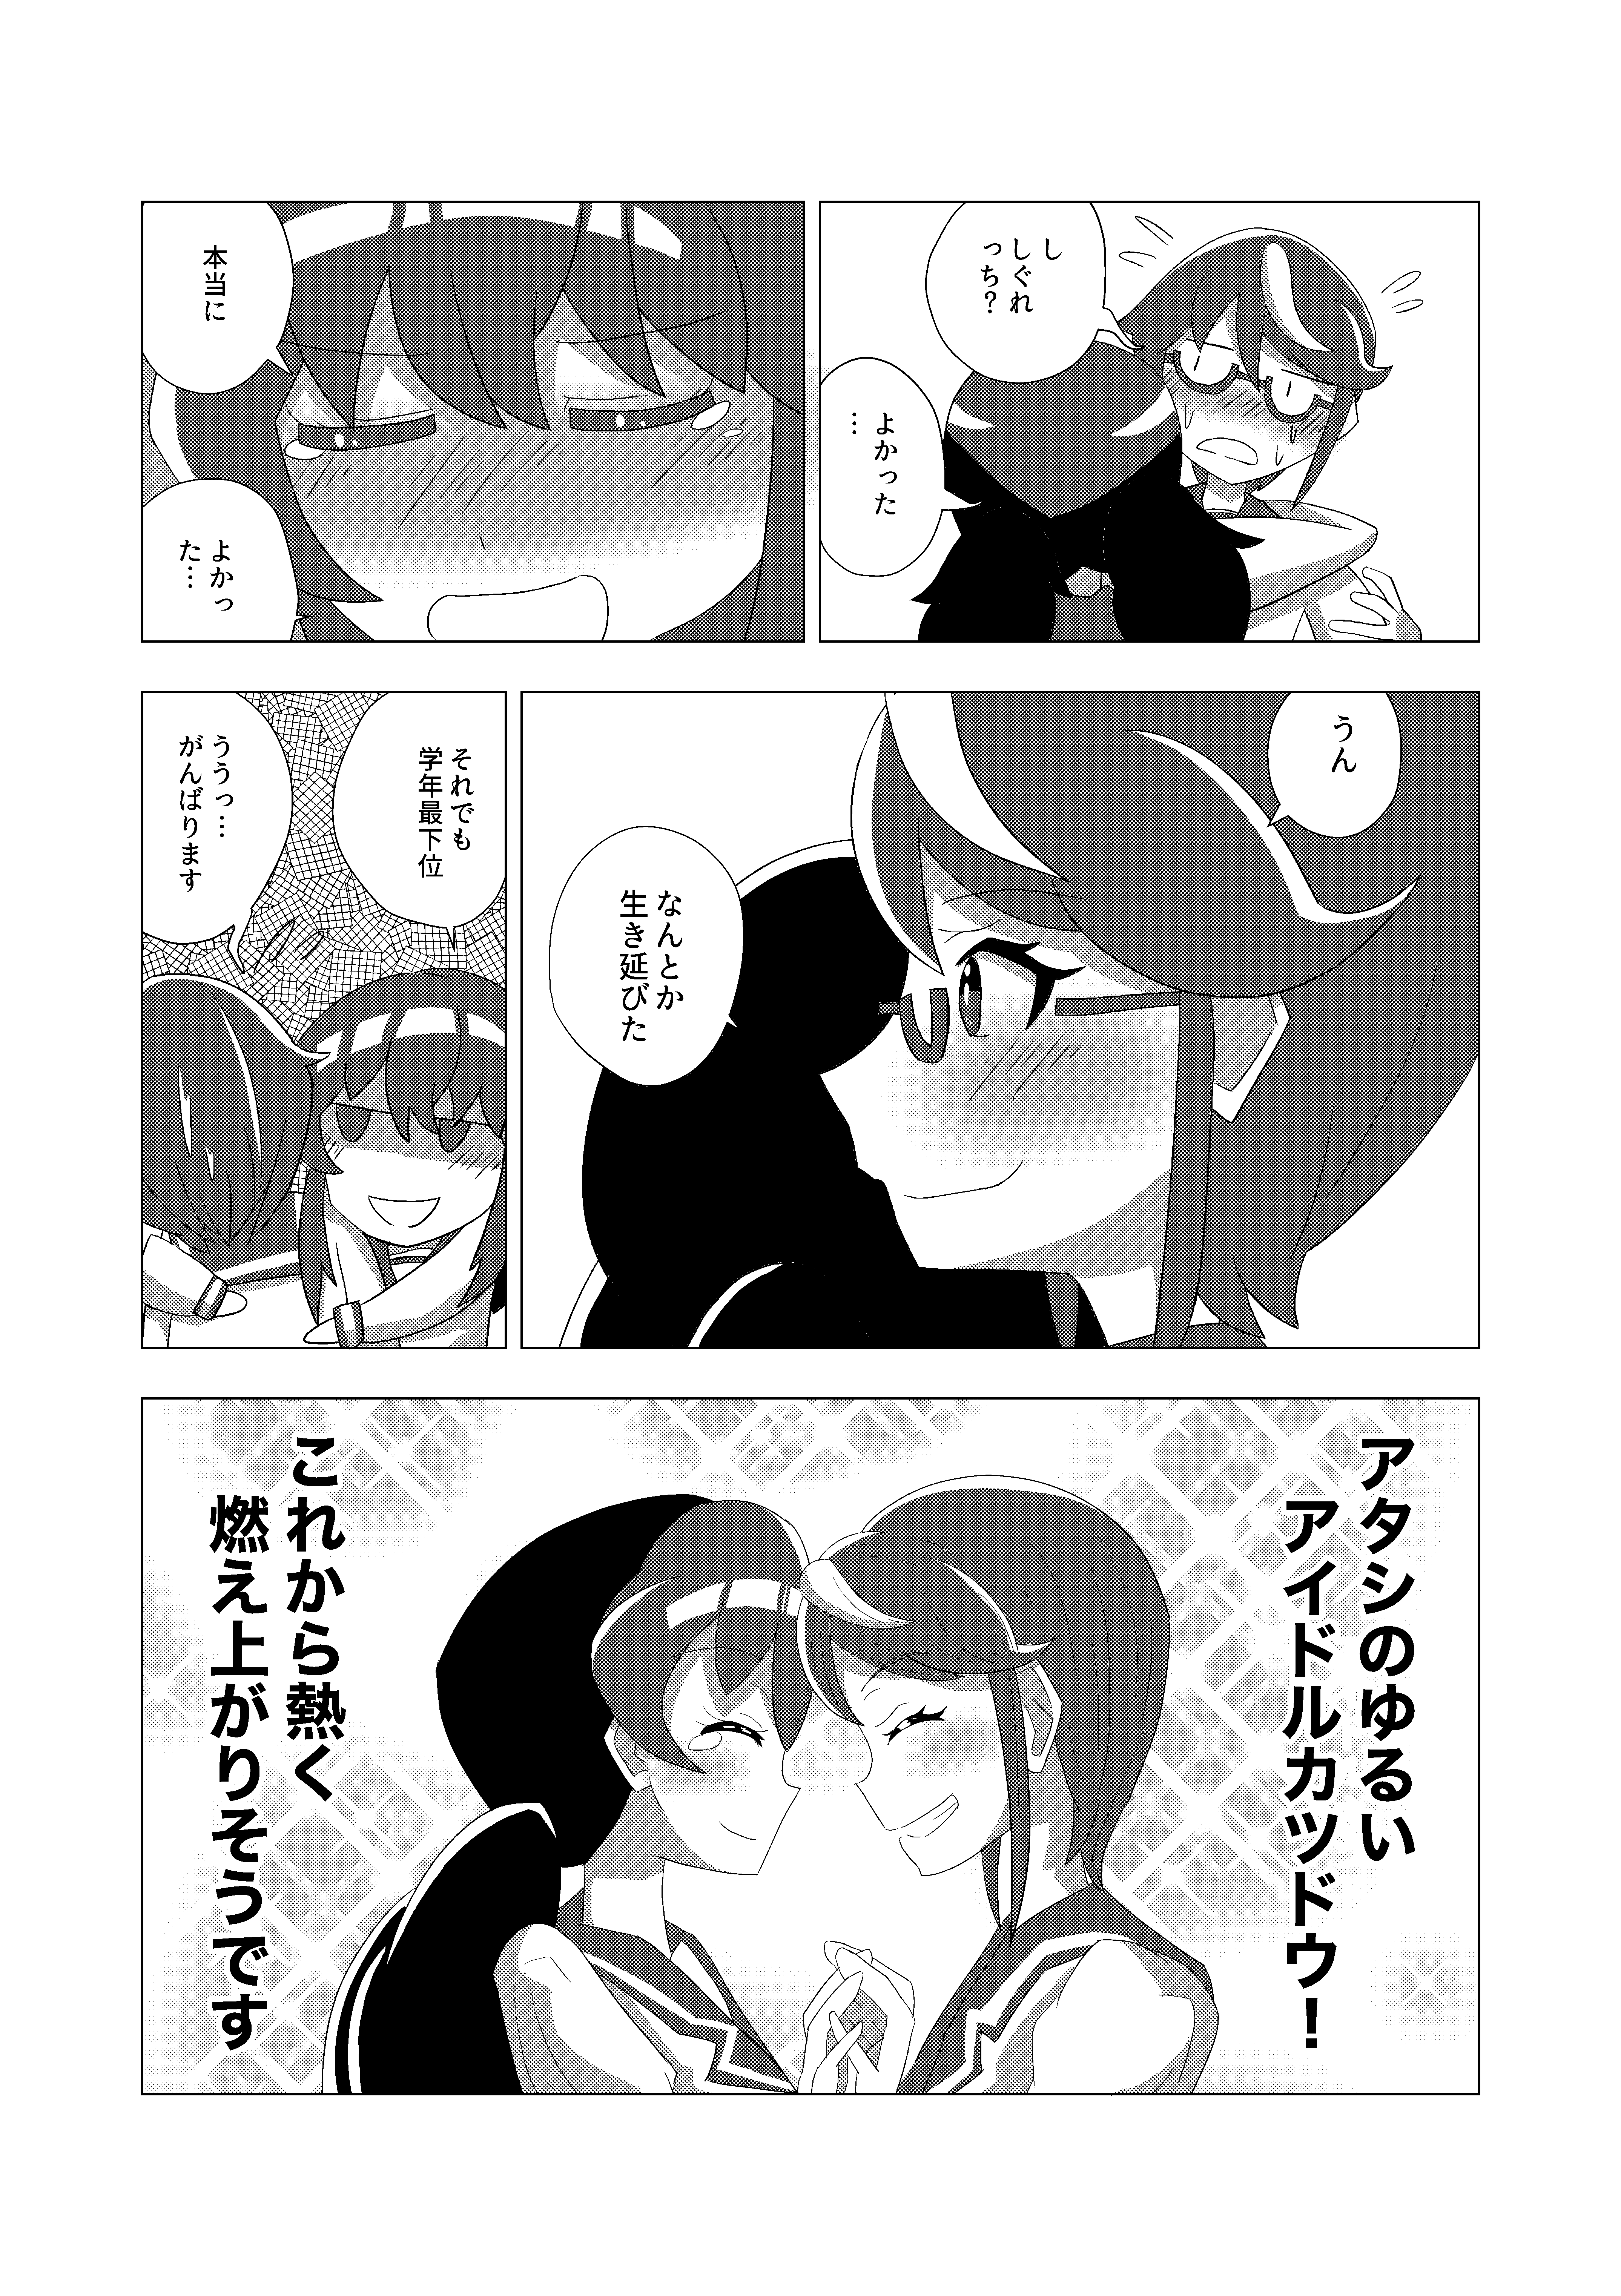 し
しぐれ
っち？
よかった
…
本当に
よかっ
た…
うん
なんとか
生き延びた
それでも
学年最下位
ううっ…
がんばります
アタシのゆるい
アイドルカツドウ！
これから熱く
燃え上がりそうです